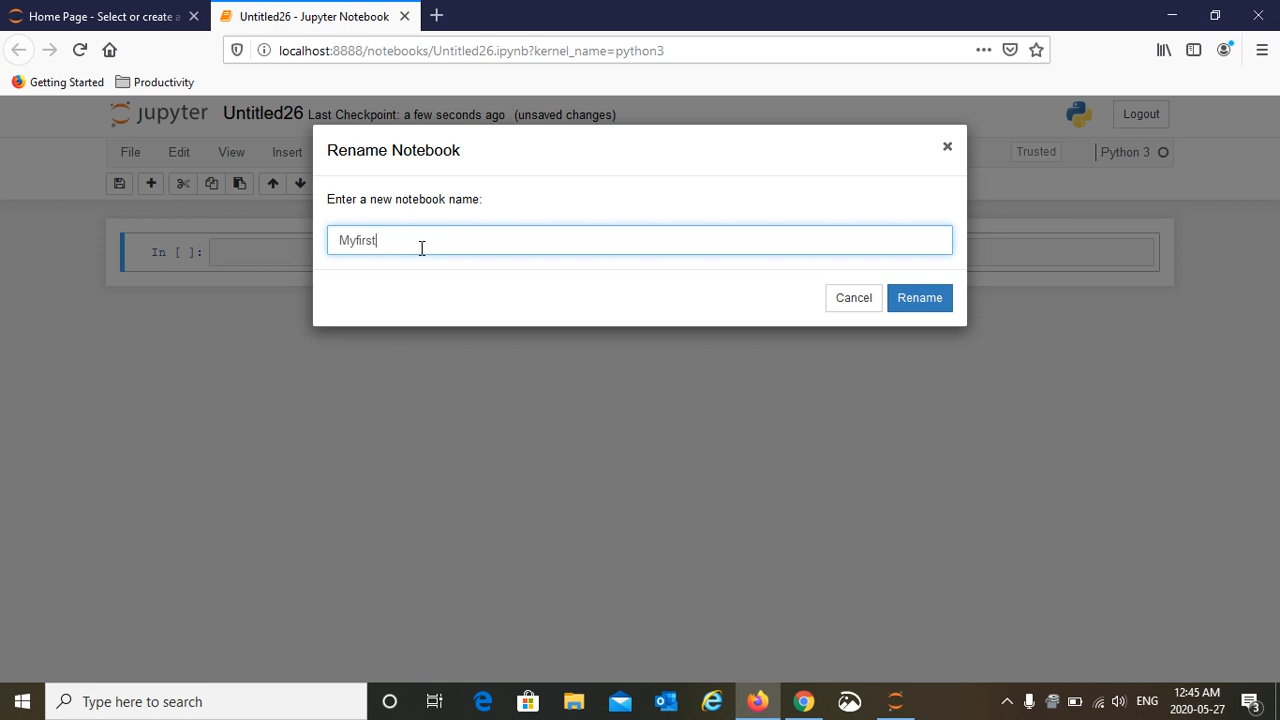 Home Page - Select or create a
Untitled26 - Jupyter Notebook
localhost:8888/notebooks/Untitled26.ipynb?kernel_name=python3
Getting Started
Productivity
jupyter
Untitled26
Last Checkpoint: a few seconds ago (unsaved changes)
Logout
File
Edit
View
Insert
Trusted
Python 3
Rename Notebook
Enter a new notebook name:
Myfirst
Cancel
Rename
In [ ]:
Type here to search
ENG
12:45 AM
2020-05-27
3